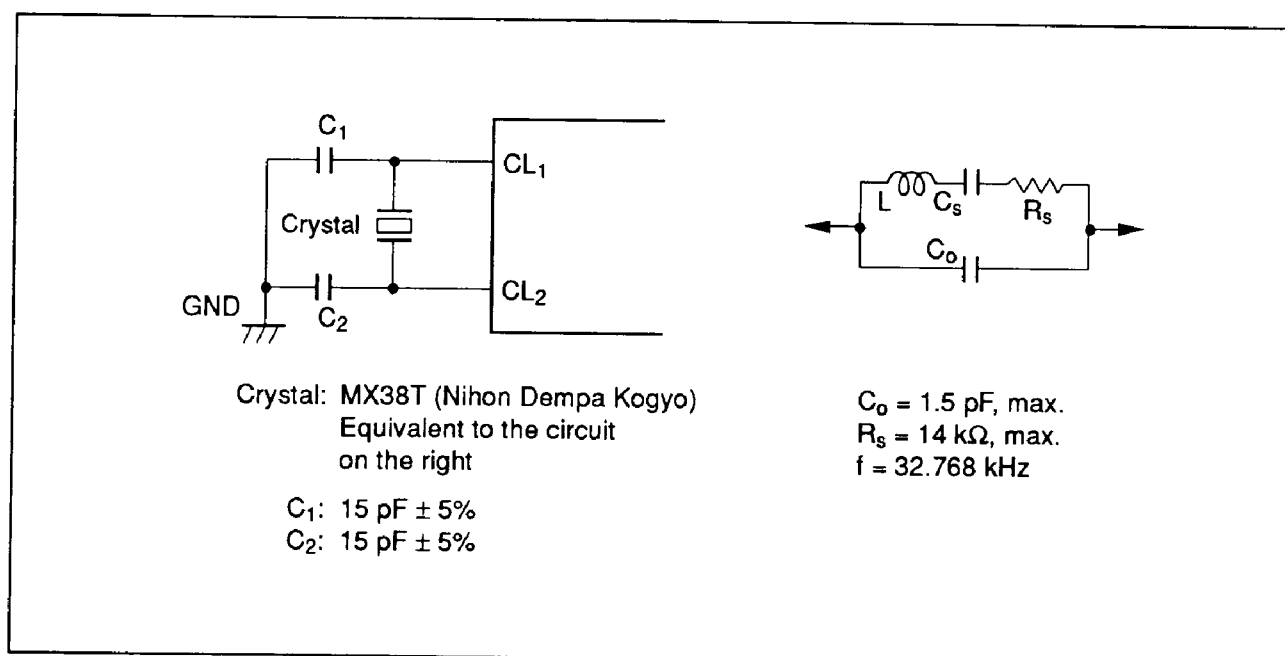 C1
CL1
Crystal
CL2
GND
C2
L
Cs
Rs
Co
Crystal: MX38T (Nihon Dempa Kogyo)
Equivalent to the circuit
on the right
C1: 15 pF ± 5%
C2: 15 pF ± 5%
Co = 1.5 pF, max.
Rs = 14 kΩ, max.
f = 32.768 kHz